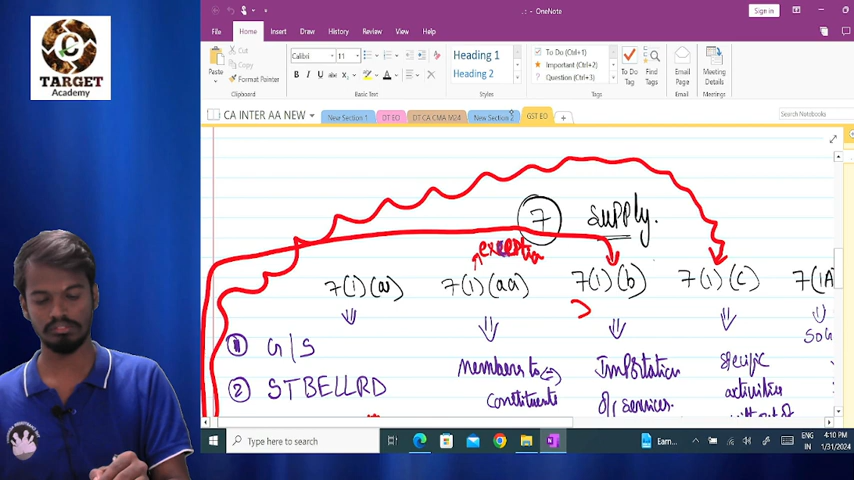 TARGET
Academy
.: - OneNote
Sign in
File Home Insert Draw History Review View Help
Paste
Cut
Copy
Format Painter
Clipboard
Calibri 11
B I U
Basic Text
Heading 1
Heading 2
Styles
To Do (Ctrl+1)
Important (Ctrl+2)
Question (Ctrl+3)
To Do Tag
Find Tags
Tags
Email Page
Email
Meeting Details
Meetings
CA INTER AA NEW
New Section 1 DT EO DT CA CMA M24 New Section 2 GST EO
Search Notebooks
7 supply.
7(1)(a) 7(1)(aa) 7(1)(b) 7(1)(c) 7(1A
① G/S
② STBELLRD
members to
constituents
Importation
of services.
specific
activities
without
Type here to search
Earn...
ENG
IN
4:10 PM
1/31/2024